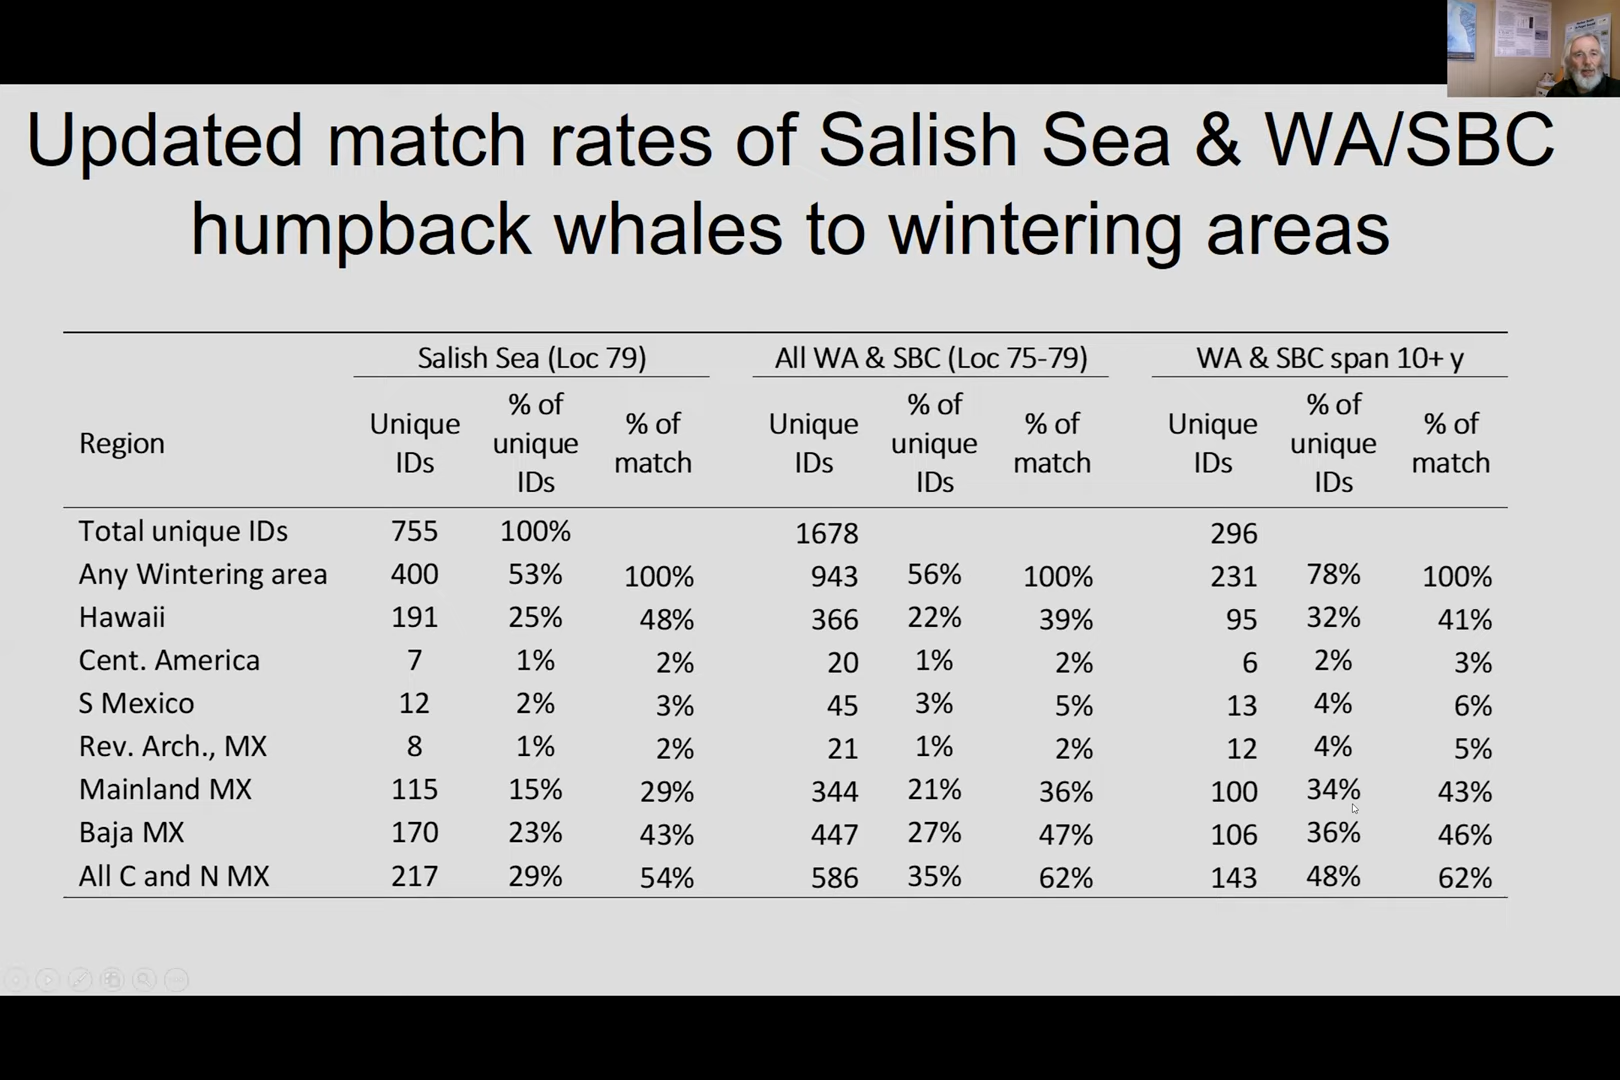 Updated match rates of Salish Sea & WA/SBC
humpback whales to wintering areas
Salish Sea (Loc 79) All WA & SBC (Loc 75-79) WA & SBC span 10+ y
Region Unique IDs % of unique IDs % of match Unique IDs % of unique IDs % of match Unique IDs % of unique IDs % of match
Total unique IDs 755 100% 1678 296
Any Wintering area 400 53% 100% 943 56% 100% 231 78% 100%
Hawaii 191 25% 48% 366 22% 39% 95 32% 41%
Cent. America 7 1% 2% 20 1% 2% 6 2% 3%
S Mexico 12 2% 3% 45 3% 5% 13 4% 6%
Rev. Arch., MX 8 1% 2% 21 1% 2% 12 4% 5%
Mainland MX 115 15% 29% 344 21% 36% 100 34% 43%
Baja MX 170 23% 43% 447 27% 47% 106 36% 46%
All C and N MX 217 29% 54% 586 35% 62% 143 48% 62%